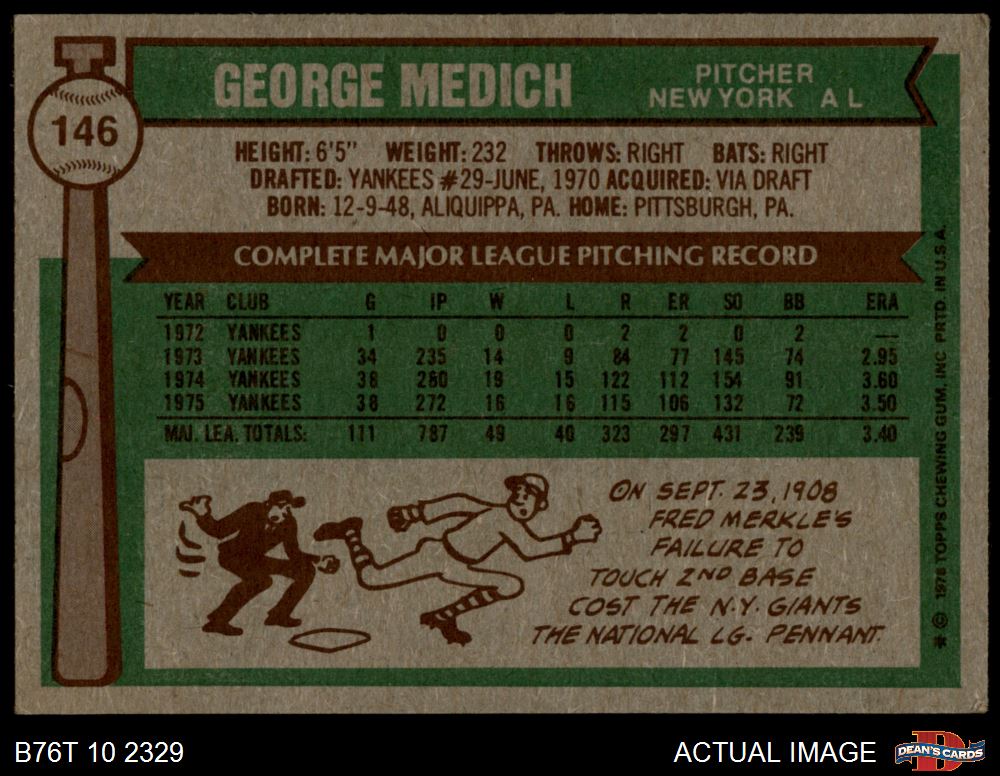 146
GEORGE MEDICH
PITCHER
NEW YORK A L
HEIGHT: 6'5" WEIGHT: 232 THROWS: RIGHT BATS: RIGHT
DRAFTED: YANKEES #29-JUNE, 1970 ACQUIRED: VIA DRAFT
BORN: 12-9-48, ALIQUIPPA, PA. HOME: PITTSBURGH, PA.
COMPLETE MAJOR LEAGUE PITCHING RECORD
YEAR CLUB G IP W L R ER SO BB ERA
1972 YANKEES 1 0 0 0 2 2 0 2 —
1973 YANKEES 34 235 14 9 84 77 145 74 2.95
1974 YANKEES 38 280 19 15 122 112 154 91 3.60
1975 YANKEES 38 272 16 16 115 106 132 72 3.50
MAJ. LEA. TOTALS: 111 787 49 40 323 297 431 239 3.40
ON SEPT. 23, 1908
FRED MERKLE'S
FAILURE TO
TOUCH 2ND BASE
COST THE N.Y. GIANTS
THE NATIONAL LG. PENNANT.
* © 1976 TOPPS CHEWING GUM, INC. PRTD. IN U.S.A.
B76T 10 2329
ACTUAL IMAGE
DEAN'S CARDS